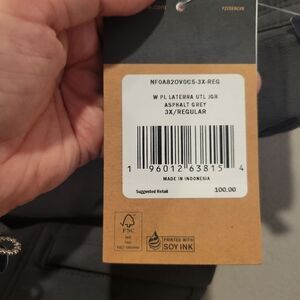 NF0A82OV0C5-3X-REG
W PL LATERRA UTL JGR
ASPHALT GREY
3X/REGULAR
1 96012 63815 4
MADE IN INDONESIA
Suggested Retail 100.00
FSC
PRINTED WITH
SOY INK